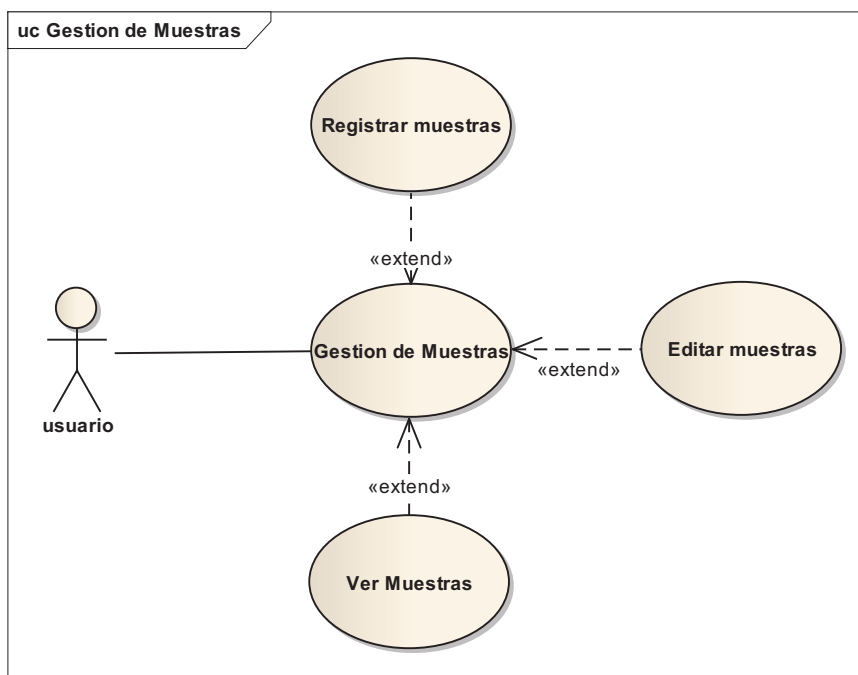 uc Gestion de Muestras
Registrar muestras
«extend»
Gestion de Muestras
Editar muestras
«extend»
usuario
«extend»
Ver Muestras